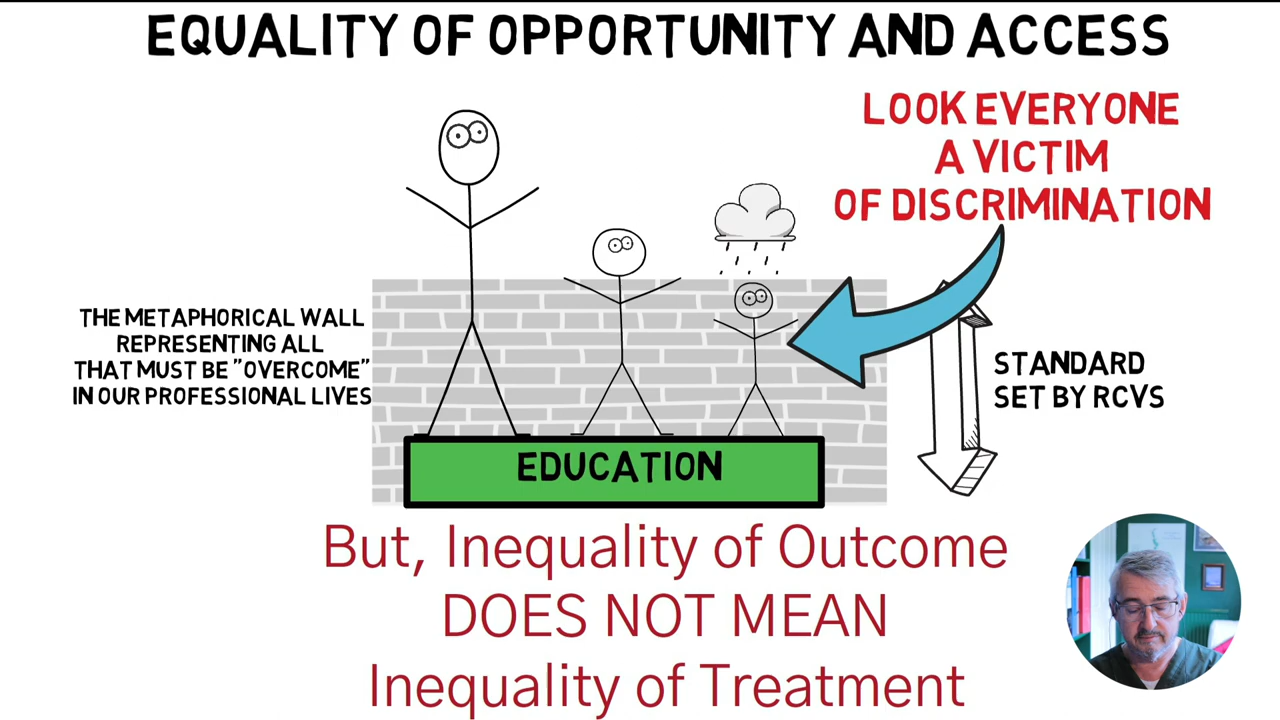 EQUALITY OF OPPORTUNITY AND ACCESS
LOOK EVERYONE
A VICTIM
OF DISCRIMINATION
THE METAPHORICAL WALL
REPRESENTING ALL
THAT MUST BE "OVERCOME"
IN OUR PROFESSIONAL LIVES
STANDARD
SET BY RCVS
EDUCATION
But, Inequality of Outcome
DOES NOT MEAN
Inequality of Treatment